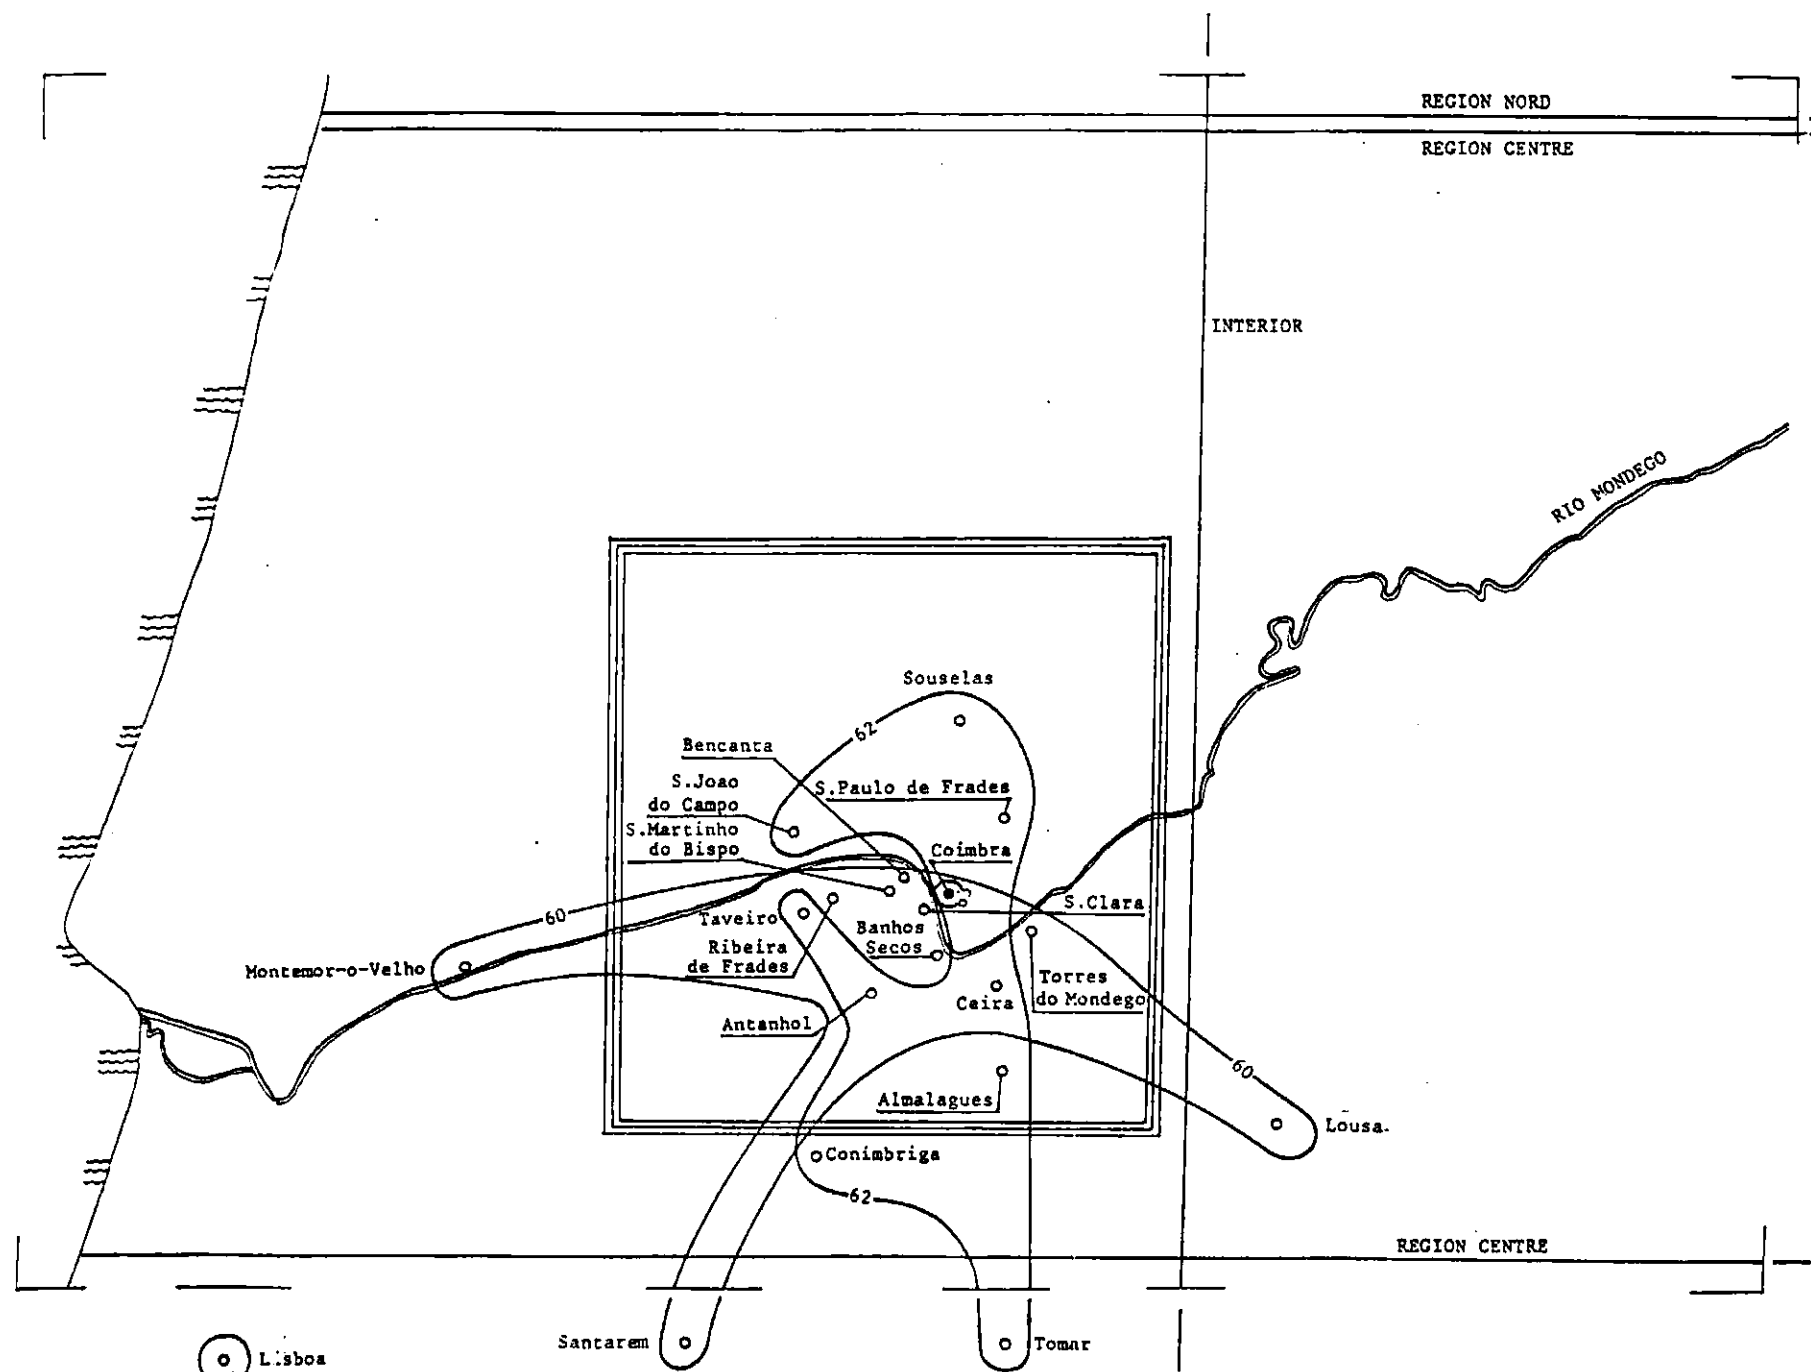 REGION NORD
REGION CENTRE
INTERIOR
RIO MONDEGO
Souselas
62
Bencanta
S.Joao
do Campo
S.Paulo de Frades
S.Martinho
do Bispo
Coimbra
60
Taveiro
S.Clara
Banhos
Secos
Ribeira
de Frades
Montemor-o-Velho
Torres
do Mondego
Ceira
Antanhol
60
Almalagues
Lousa.
Conimbriga
62
REGION CENTRE
Santarem
Tomar
Lisboa